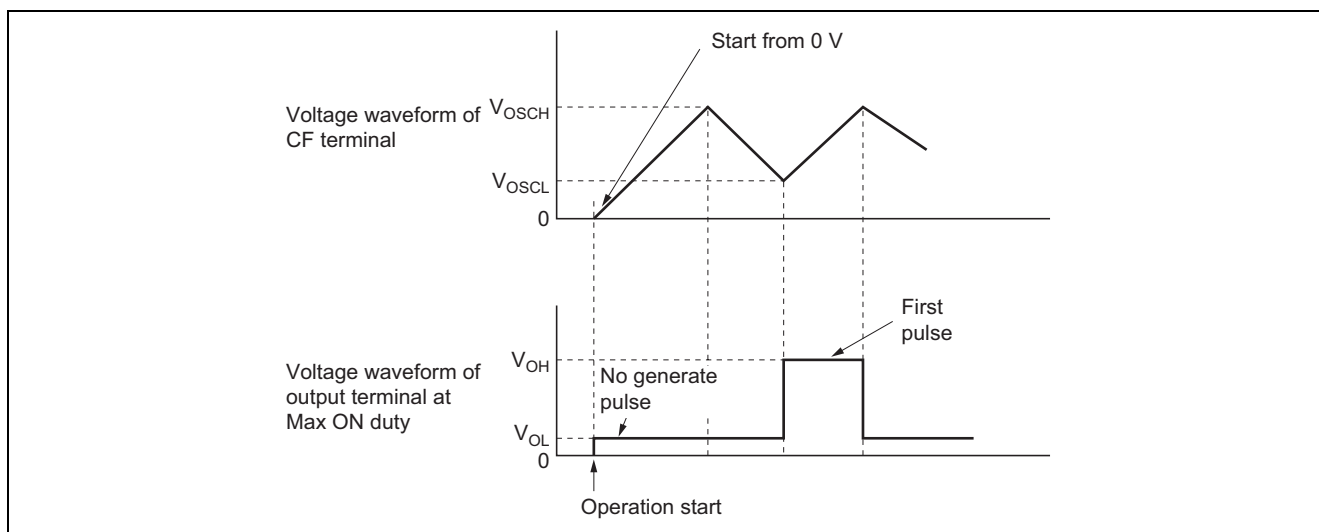 Start from 0 V
Voltage waveform of
CF terminal
VOSCH
VOSCL
0
First
pulse
Voltage waveform of
output terminal at
Max ON duty
VOH
No generate
pulse
VOL
0
Operation start